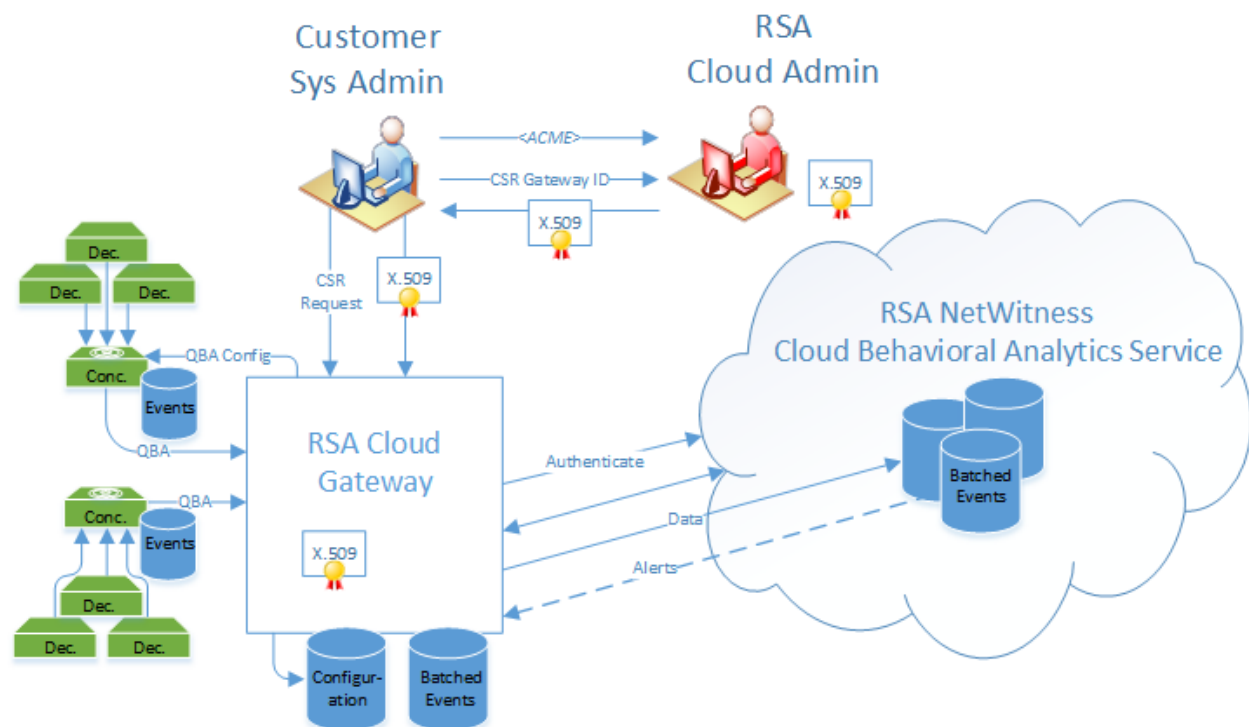 Customer
Sys Admin
RSA
Cloud Admin
<ACME>
CSR Gateway ID
X.509
X.509
X.509
CSR
Request
Dec.
Dec.
Dec.
QBA Config
Conc.
Events
QBA
RSA Cloud
Gateway
X.509
RSA NetWitness
Cloud Behavioral Analytics Service
Authenticate
Batched
Events
Data
Alerts
QBA
Conc.
Events
Dec.
Dec.
Dec.
Configur-
ation
Batched
Events